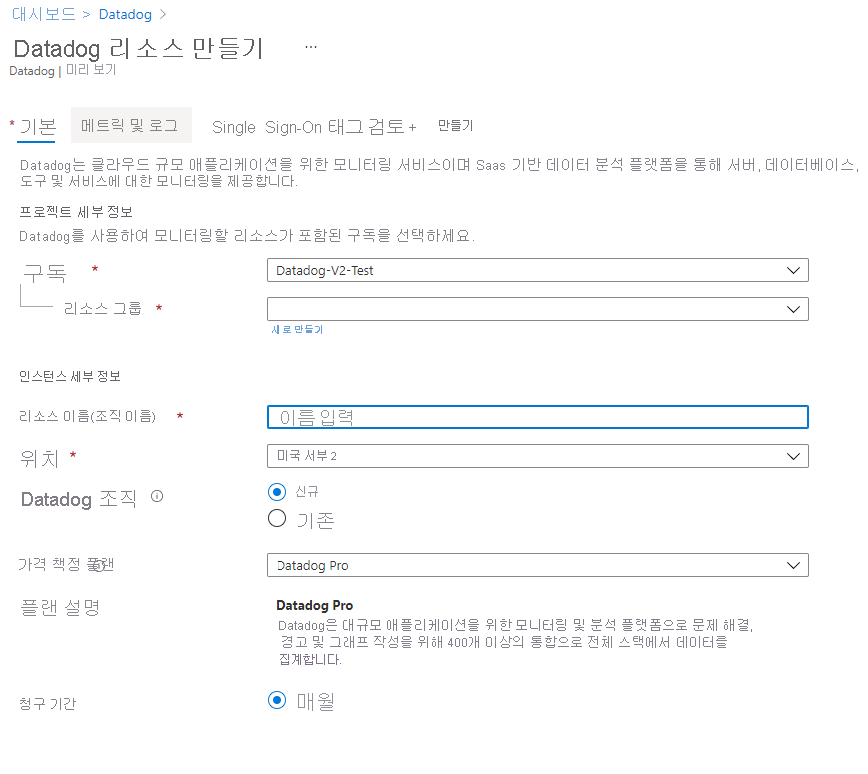 대시보드 > Datadog >
Datadog 리소스 만들기 ...
Datadog | 미리 보기
* 기본 메트릭 및 로그 Single Sign-On 태그 검토 + 만들기
Datadog는 클라우드 규모 애플리케이션을 위한 모니터링 서비스이며 Saas 기반 데이터 분석 플랫폼을 통해 서버, 데이터베이스,
도구 및 서비스에 대한 모니터링을 제공합니다.
프로젝트 세부 정보
Datadog를 사용하여 모니터링할 리소스가 포함된 구독을 선택하세요.
구독 * Datadog-V2-Test
리소스 그룹 *
새로 만들기
인스턴스 세부 정보
리소스 이름(조직 이름) * 이름 입력
위치 * 미국 서부 2
Datadog 조직 신규
기존
가격 책정 플랜 Datadog Pro
플랜 설명 Datadog Pro
Datadog은 대규모 애플리케이션을 위한 모니터링 및 분석 플랫폼으로 문제 해결,
경고 및 그래프 작성을 위해 400개 이상의 통합으로 전체 스택에서 데이터를
집계합니다.
청구 기간 매월